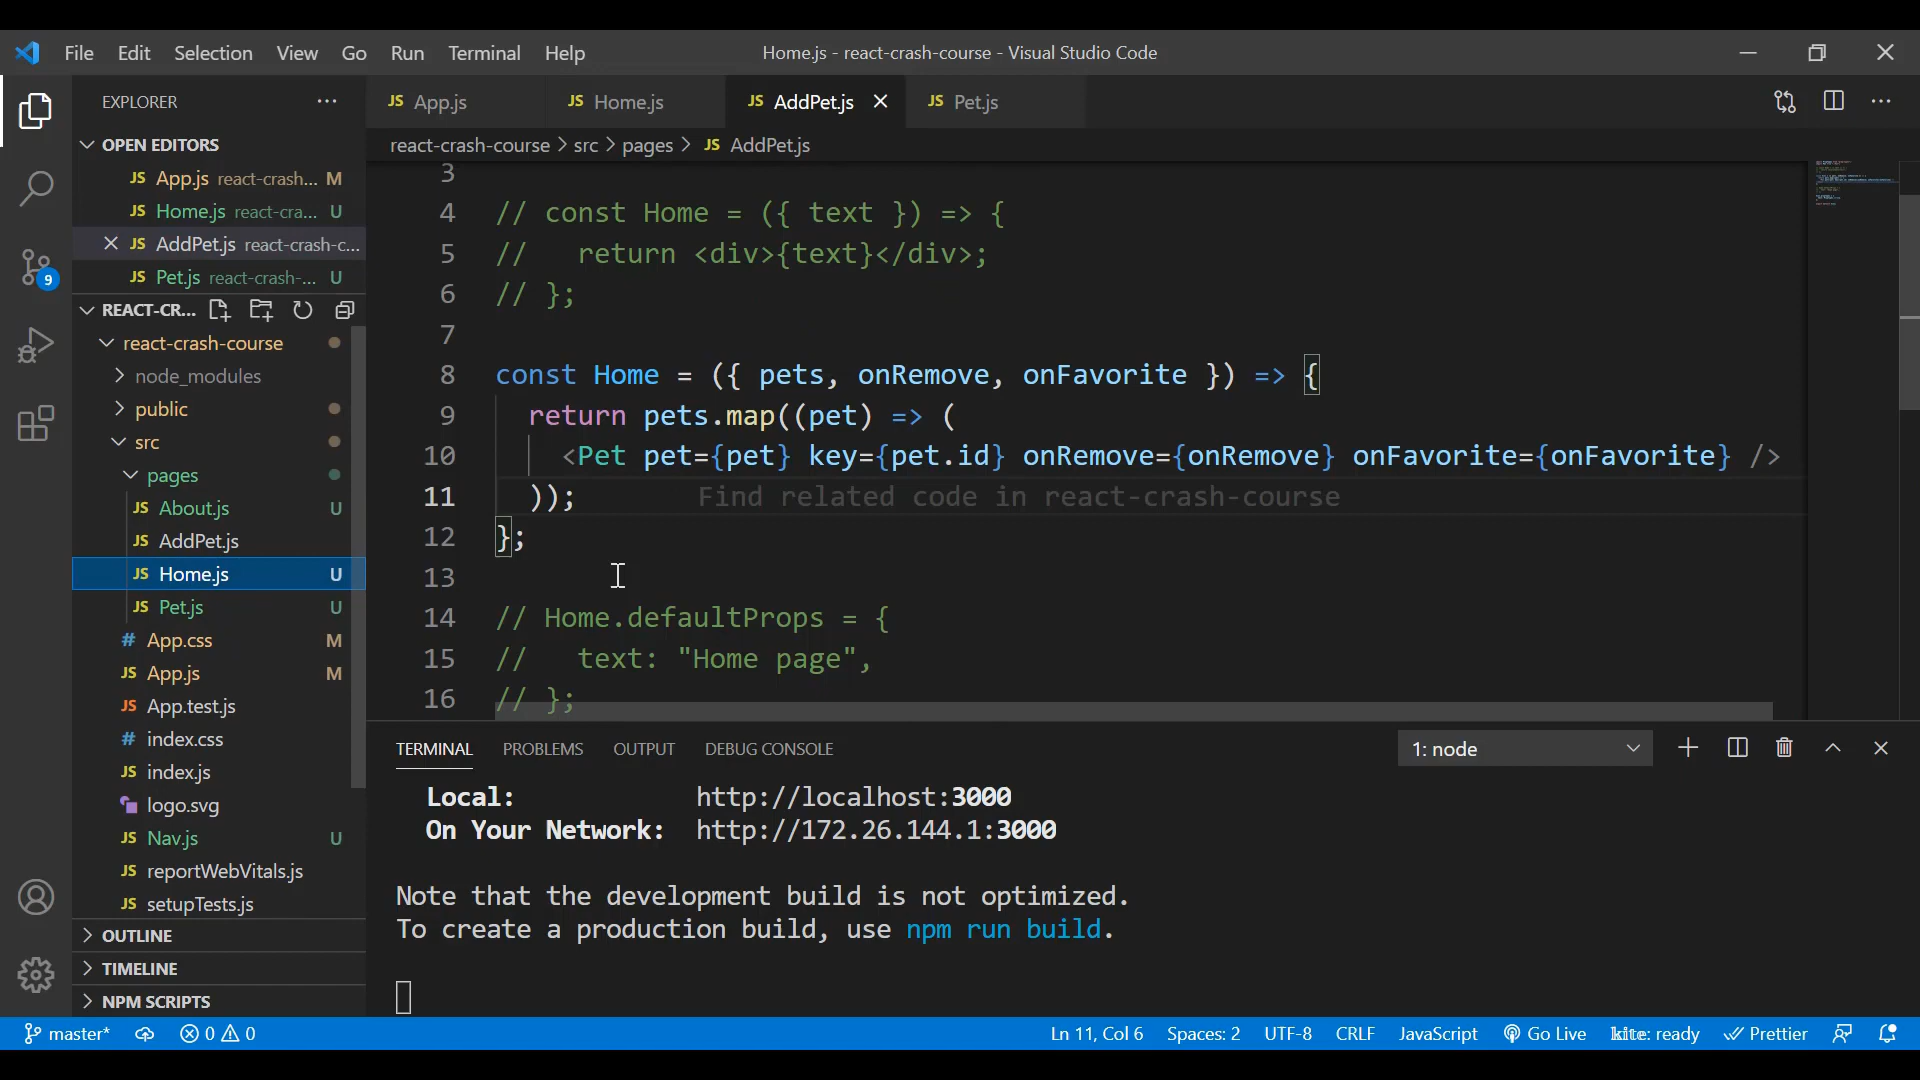 File Edit Selection View Go Run Terminal Help Home.js - react-crash-course - Visual Studio Code
EXPLORER
OPEN EDITORS
JS App.js react-crash... M
JS Home.js react-cra... U
JS AddPet.js react-crash-c...
JS Pet.js react-crash-... U
REACT-CR...
react-crash-course
node_modules
public
src
pages
JS About.js U
JS AddPet.js
JS Home.js U
JS Pet.js U
# App.css M
JS App.js M
JS App.test.js
# index.css
JS index.js
logo.svg
JS Nav.js U
JS reportWebVitals.js
JS setupTests.js
OUTLINE
TIMELINE
NPM SCRIPTS
9
JS App.js JS Home.js JS AddPet.js JS Pet.js
react-crash-course > src > pages > JS AddPet.js
3
4 // const Home = ({ text }) => {
5 //   return <div>{text}</div>;
6 // };
7
8 const Home = ({ pets, onRemove, onFavorite }) => {
9   return pets.map((pet) => (
10     <Pet pet={pet} key={pet.id} onRemove={onRemove} onFavorite={onFavorite} />
11   )); Find related code in react-crash-course
12 };
13
14 // Home.defaultProps = {
15 //   text: "Home page",
16 // };
TERMINAL PROBLEMS OUTPUT DEBUG CONSOLE 1: node
Local: http://localhost:3000
On Your Network: http://172.26.144.1:3000
Note that the development build is not optimized.
To create a production build, use npm run build.
master* 0 0 Ln 11, Col 6 Spaces: 2 UTF-8 CRLF JavaScript Go Live ready Prettier